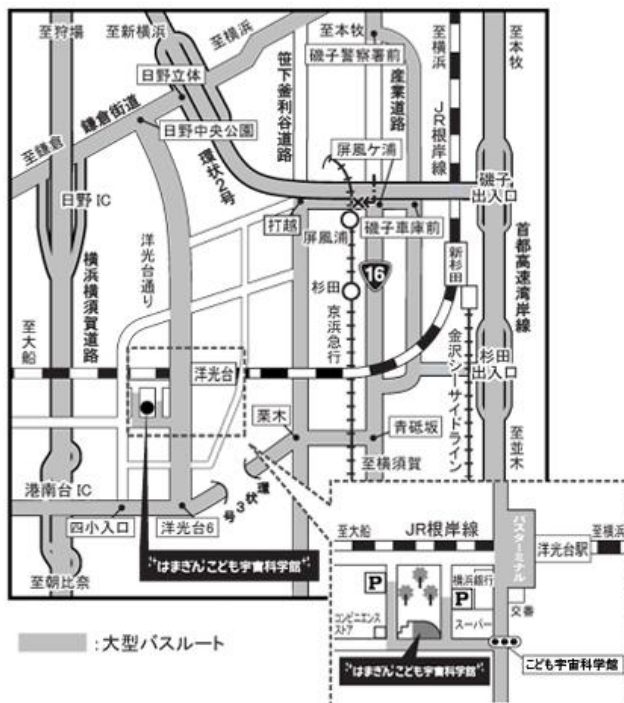 至狩場
至新横浜
至横浜
至本牧
磯子警察署前
至横浜
至本牧
日野立体
笹下釜利谷道路
産業道路
JR根岸線
鎌倉街道
日野中央公園
至鎌倉
環状2号
屏風ケ浦
日野IC
磯子出入口
打越
磯子車庫前
屏風浦
洋光台通り
新杉田
首都高速湾岸線
16
横浜横須賀道路
杉田
京浜急行
金沢シーサイドライン
至大船
杉田出入口
洋光台
栗木
青砥坂
至横須賀
至並木
環状3号
港南台IC
四小入口
洋光台6
はまぎんこども宇宙科学館
至朝比奈
:大型バスルート
至大船
JR根岸線
バスターミナル
至横浜
洋光台駅
P
横浜銀行
P
交番
コンビニエンス
ストア
スーパー
はまぎんこども宇宙科学館
こども宇宙科学館